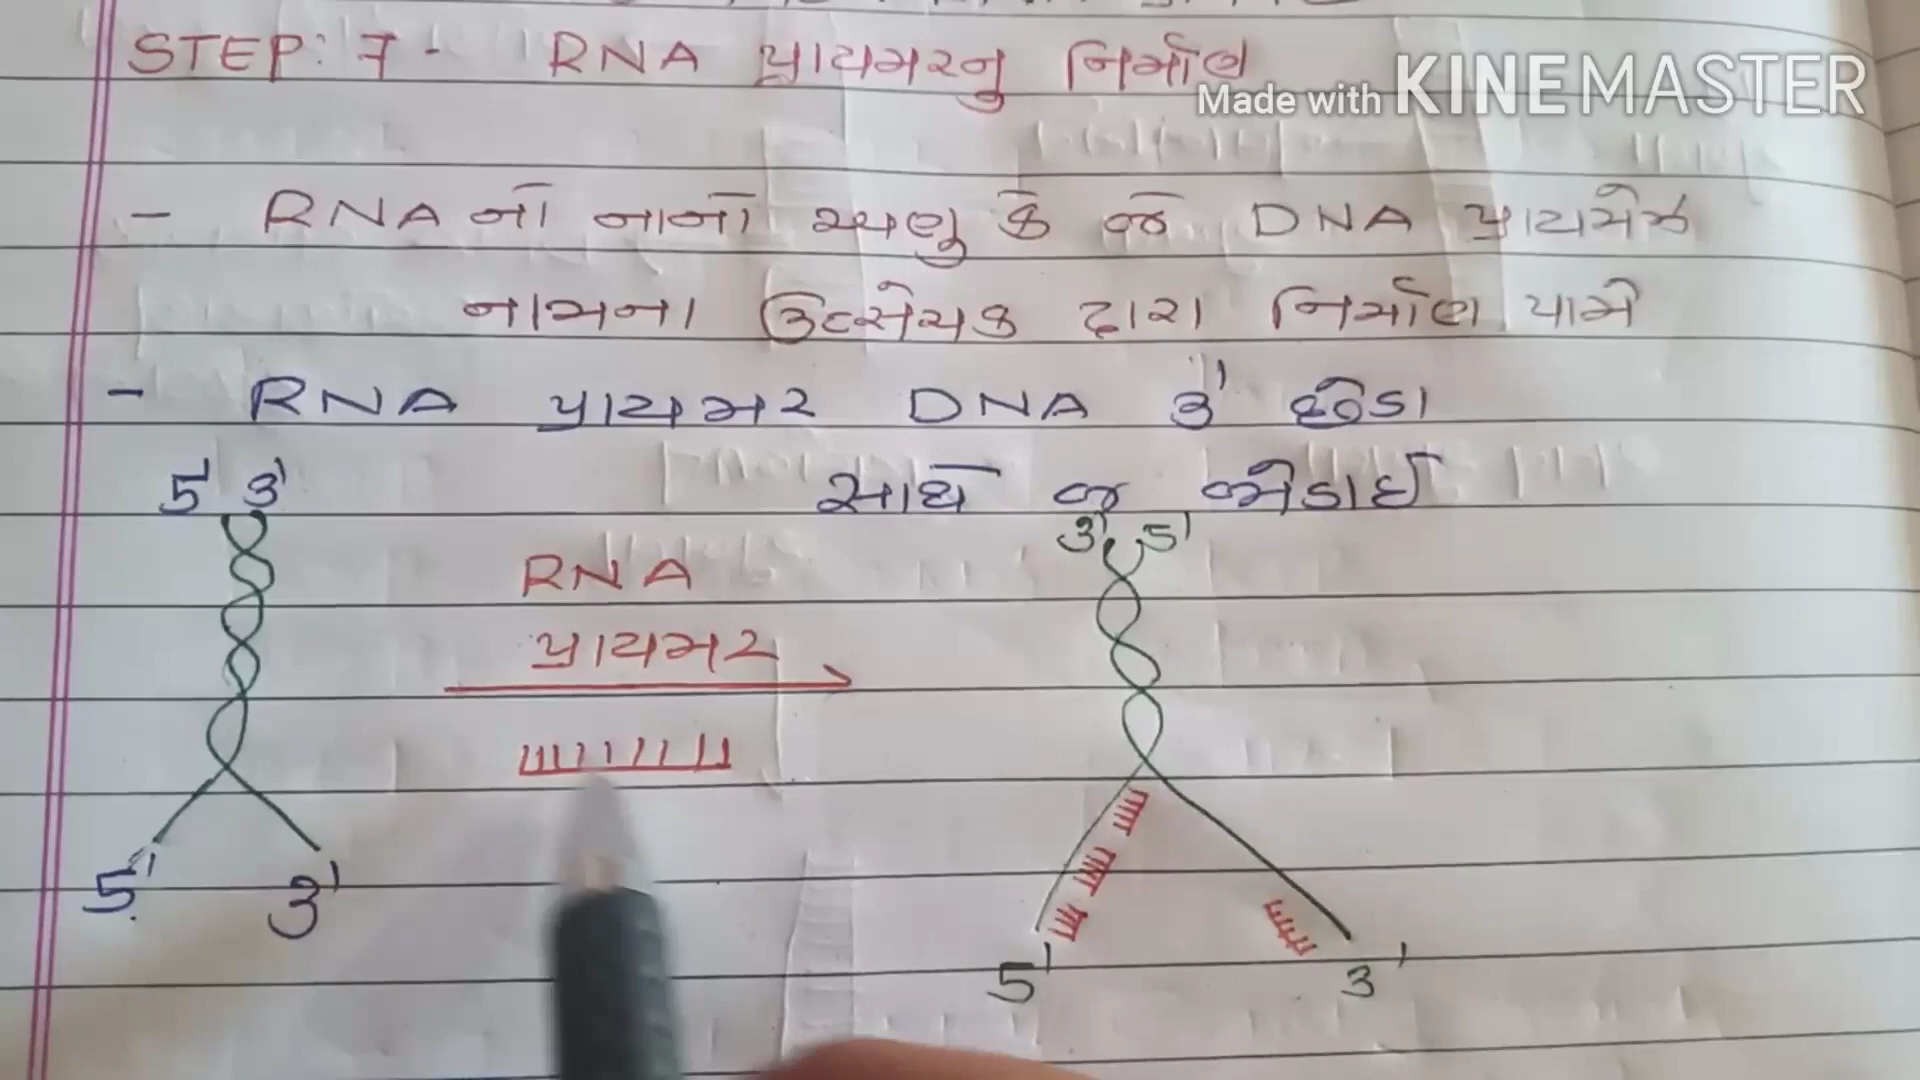 STEP: 7 - RNA પ્રાયમરનુ નિર્માણ
Made with KINEMASTER
- RNA નો નાનો અણુ કે જે DNA પ્રાયમેઝ
નામના ઉત્સેચક દ્વારા નિર્માણ પામે
- RNA પ્રાયમર DNA 3' છેડા
સાથે જ જોડાઈ
5' 3'
3' 5'
RNA
પ્રાયમર
5' 3'
5' 3'